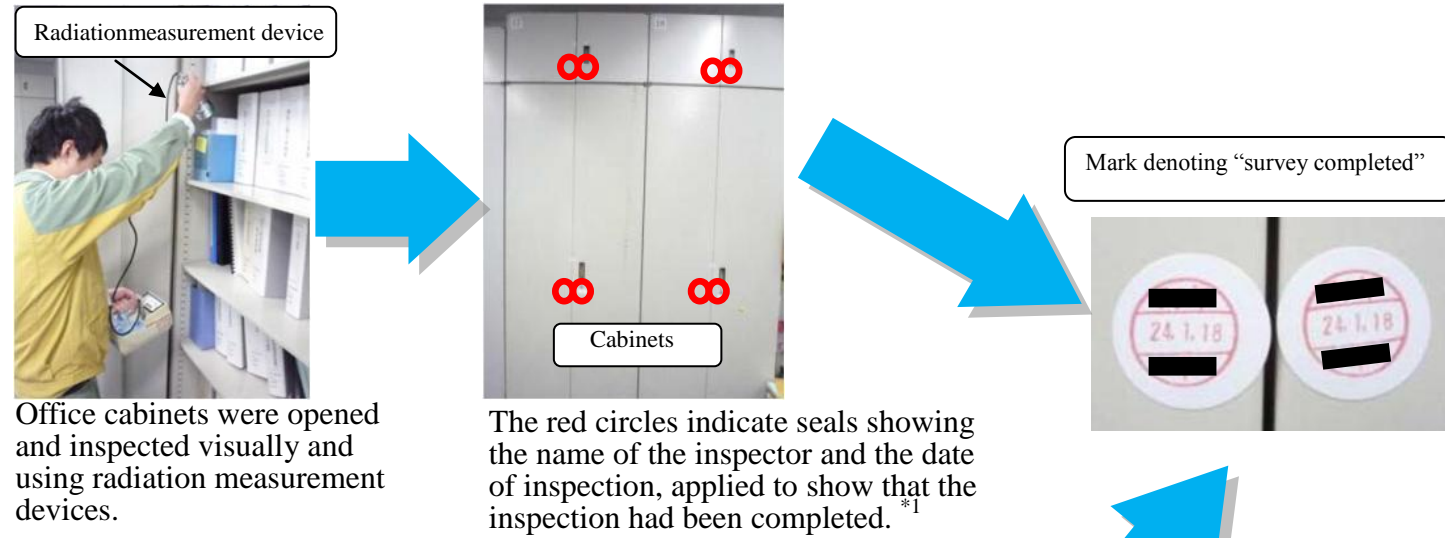 Radiationmeasurement device
Office cabinets were opened
and inspected visually and
using radiation measurement
devices.
Cabinets
The red circles indicate seals showing
the name of the inspector and the date
of inspection, applied to show that the
inspection had been completed. *1
Mark denoting “survey completed”
24.1.18
24.1.18